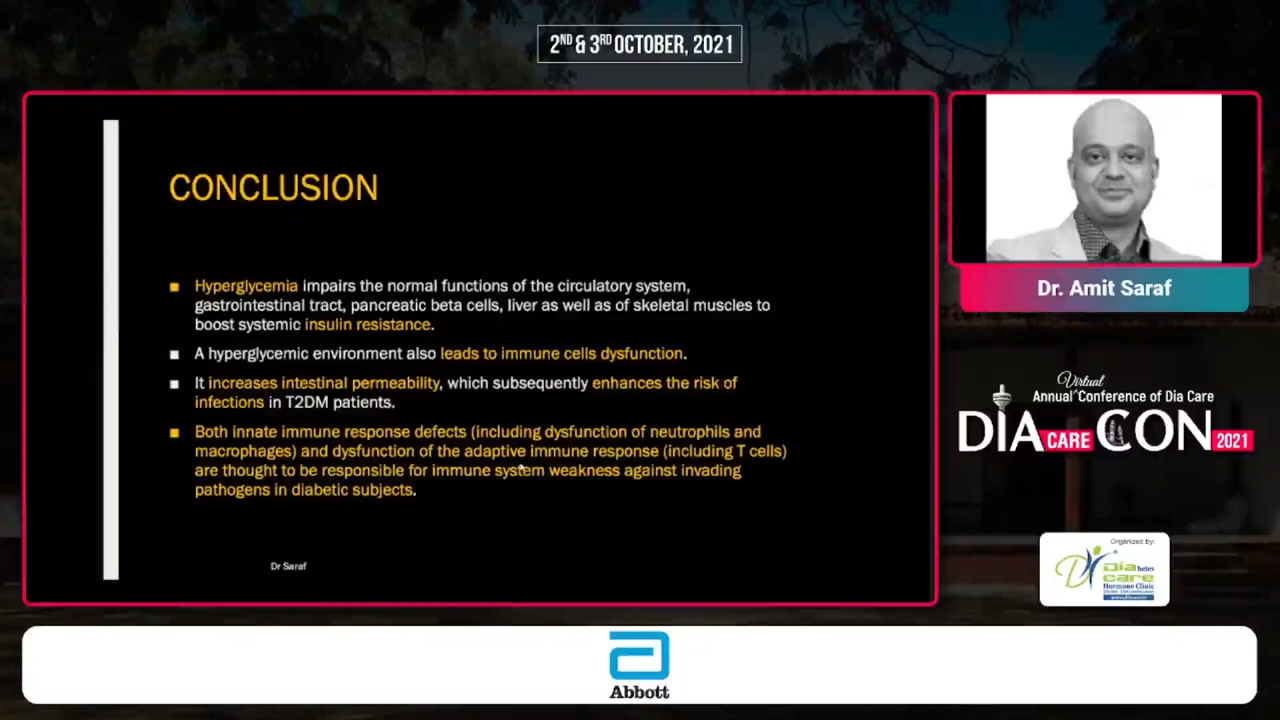 2ND & 3RD OCTOBER, 2021
CONCLUSION
Hyperglycemia impairs the normal functions of the circulatory system,
gastrointestinal tract, pancreatic beta cells, liver as well as of skeletal muscles to
boost systemic insulin resistance.
A hyperglycemic environment also leads to immune cells dysfunction.
It increases intestinal permeability, which subsequently enhances the risk of
infections in T2DM patients.
Both innate immune response defects (including dysfunction of neutrophils and
macrophages) and dysfunction of the adaptive immune response (including T cells)
are thought to be responsible for immune system weakness against invading
pathogens in diabetic subjects.
Dr Saraf
Dr. Amit Saraf
Virtual
Annual^Conference of Dia Care
DIA CARE CON 2021
Organized by:
Diabetes
care
Hormone Clinic
Abbott